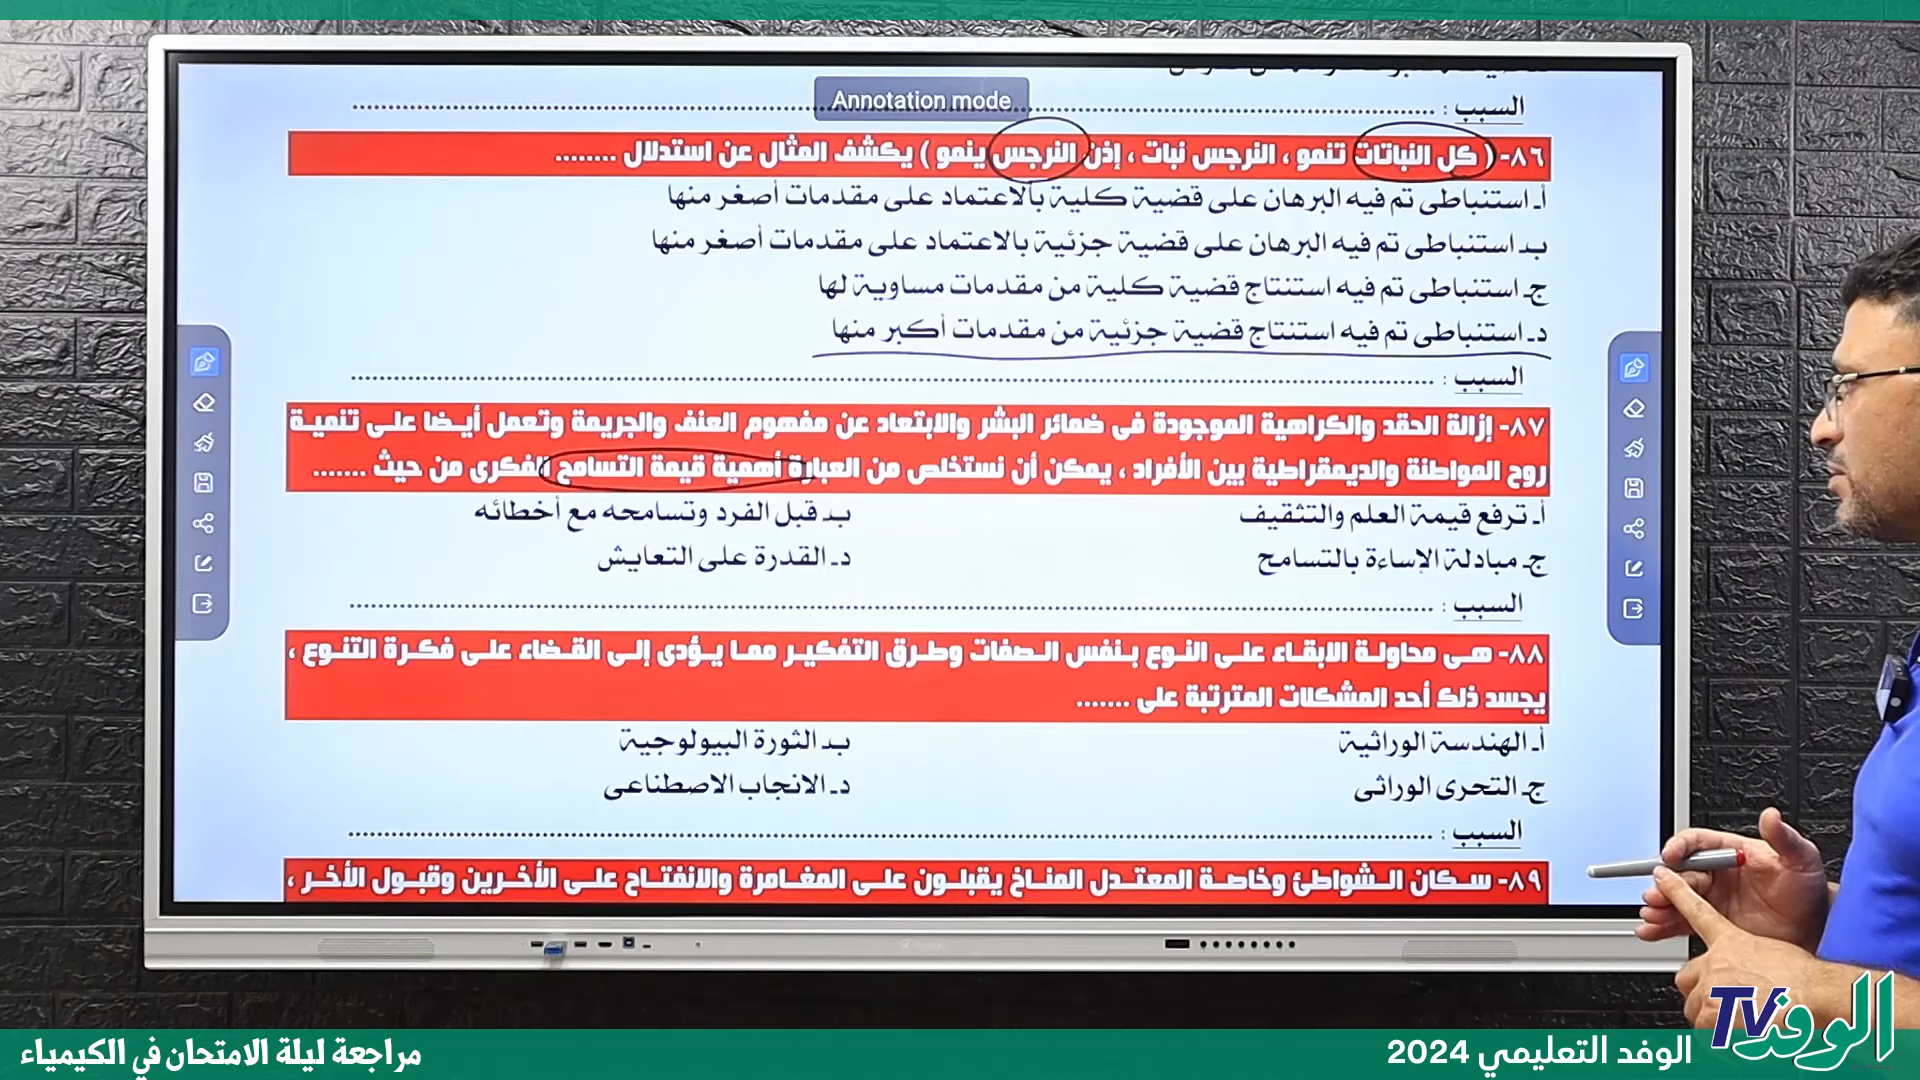 Annotation mode
السبب : ........................
٨٦- ( كل النباتات تنمو ، النرجس نبات ، إذن النرجس ينمو ) يكشف المثال عن استدلال ........
أ- استنباطى تم فيه البرهان على قضية كلية بالاعتماد على مقدمات أصغر منها
ب- استنباطى تم فيه البرهان على قضية جزئية بالاعتماد على مقدمات أصغر منها
ج- استنباطى تم فيه استنتاج قضية كلية من مقدمات مساوية لها
د- استنباطى تم فيه استنتاج قضية جزئية من مقدمات أكبر منها
السبب : ........................
٨٧- إزالة الحقد والكراهية الموجودة فى ضمائر البشر والابتعاد عن مفهوم العنف والجريمة وتعمل أيضا على تنمية
روح المواطنة والديمقراطية بين الأفراد ، يمكن أن نستخلص من العبارة أهمية قيمة التسامح الفكرى من حيث .......
أ- ترفع قيمة العلم والتثقيف ب- قبل الفرد وتسامحه مع أخطائه
ج- مبادلة الإساءة بالتسامح د- القدرة على التعايش
السبب : ........................
٨٨- هى محاولة الابقاء على النوع بنفس الصفات وطرق التفكير مما يؤدى إلى القضاء على فكرة التنوع ،
يجسد ذلك أحد المشكلات المترتبة على .......
أ- الهندسة الوراثية ب- الثورة البيولوجية
ج- التحرى الوراثى د- الانجاب الاصطناعى
السبب : ........................
٨٩- سكان الشواطئ وخاصة المعتدل المناخ يقبلون على المغامرة والانفتاح على الأخرين وقبول الأخر ،
الوفد TV
الوفد التعليمي 2024
مراجعة ليلة الامتحان في الكيمياء